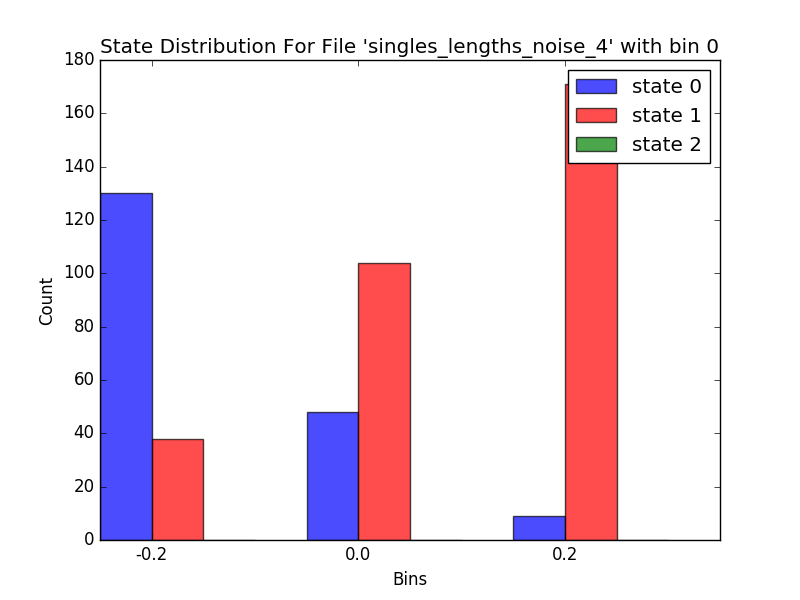 State Distribution For File 'singles_lengths_noise_4' with bin 0
180
160
140
120
100
80
60
40
20
0
Count
state 0
state 1
state 2
-0.2
0.0
0.2
Bins